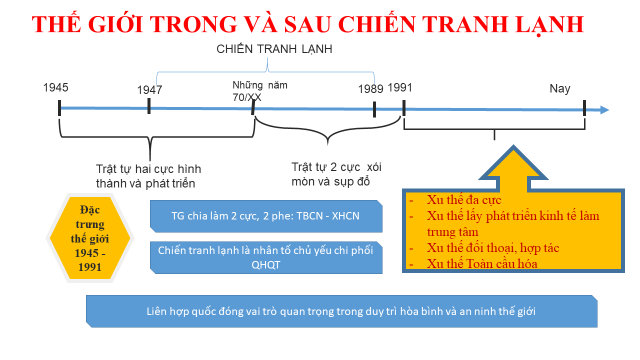 THẾ GIỚI TRONG VÀ SAU CHIẾN TRANH LẠNH
CHIẾN TRANH LẠNH
1945
1947
Những năm
70/XX
1989
1991
Nay
Trật tự hai cực hình
thành và phát triển
Trật tự 2 cực xói
mòn và sụp đổ
- Xu thế đa cực
- Xu thế lấy phát triển kinh tế làm
trung tâm
- Xu thế đối thoại, hợp tác
- Xu thế Toàn cầu hóa
Đặc
trưng
thế giới
1945 -
1991
TG chia làm 2 cực, 2 phe: TBCN - XHCN
Chiến tranh lạnh là nhân tố chủ yếu chi phối
QHQT
Liên hợp quốc đóng vai trò quan trọng trong duy trì hòa bình và an ninh thế giới